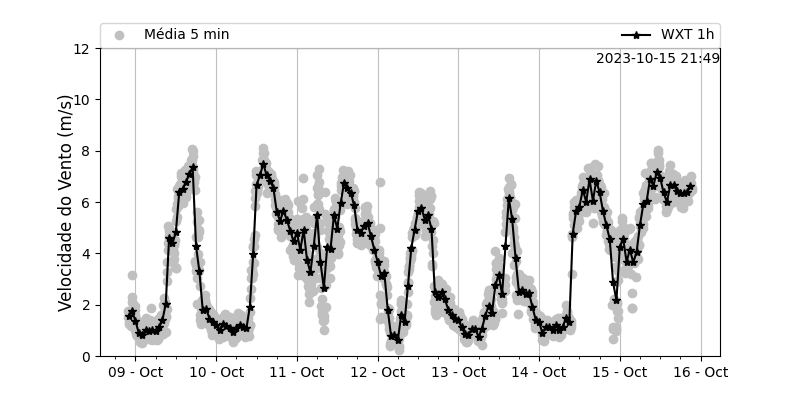 Média 5 min
WXT 1h
2023-10-15 21:49
Velocidade do Vento (m/s)
12
10
8
6
4
2
0
09 - Oct
10 - Oct
11 - Oct
12 - Oct
13 - Oct
14 - Oct
15 - Oct
16 - Oct